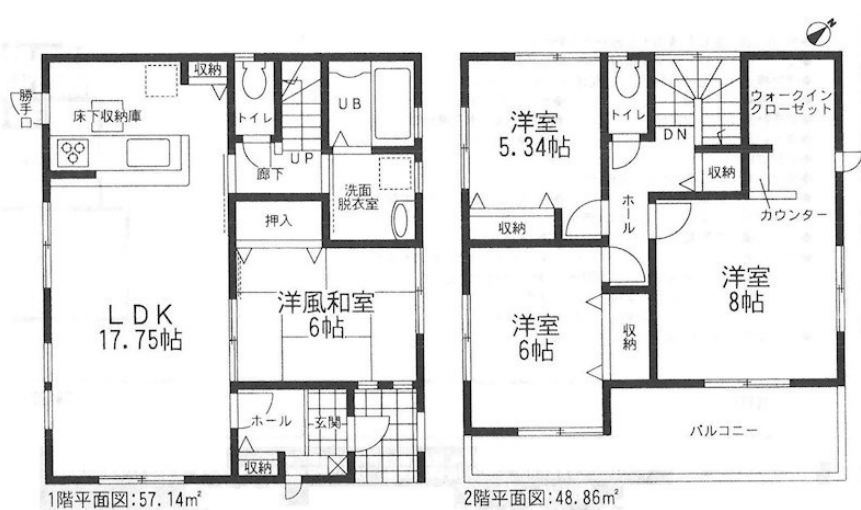 N
収納
トイレ
UB
勝手口
床下収納庫
UP
廊下
洗面
脱衣室
押入
LDK
17.75帖
洋風和室
6帖
ホール
玄関
収納
1階平面図:57.14㎡
洋室
5.34帖
トイレ
DN
ウォークイン
クローゼット
収納
ホール
カウンター
収納
洋室
6帖
収納
洋室
8帖
バルコニー
2階平面図:48.86㎡